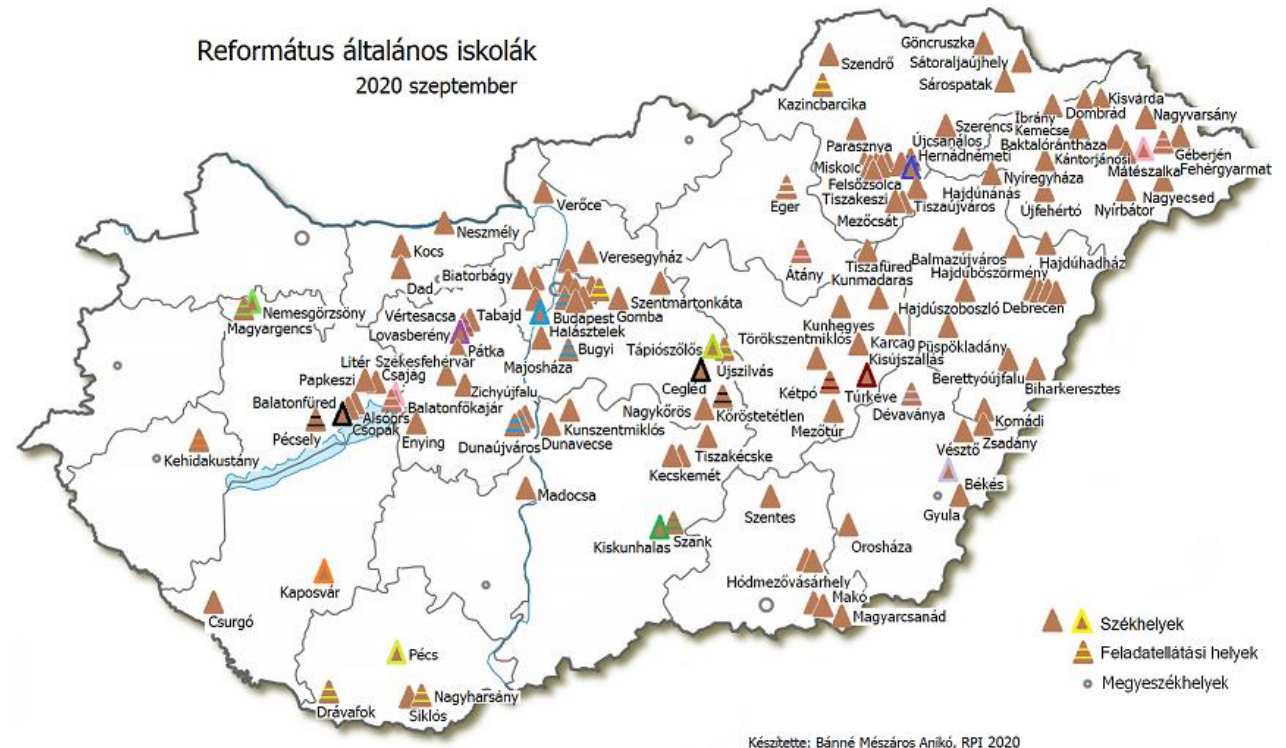 Református általános iskolák
2020 szeptember
Göncruszka
Szendrő
Sátoraljaújhely
Sárospatak
Kazincbarcika
Kisvárda
Dombrád
Ibrány
Nagyvarsány
Kemecse
Szerencs
Parasznya
Újcsanálos
Baktalórántháza
Hernádnémeti
Kántorjánosi
Géberjén
Miskolc
Mátészalka
Fehérgyarmat
Felsőzsolca
Nyíregyháza
Hajdúnánás
Eger
Tiszakeszi
Nagyecsed
Verőce
Tiszaújváros
Újfehértó
Nyírbátor
Mezőcsát
Neszmély
Kocs
Veresegyház
Átány
Tiszafüred
Balmazújváros
Hajdúhadház
Biatorbágy
Hajdúböszörmény
Kunmadaras
Dad
Szentmártonkáta
Nemesgörzsöny
Hajdúszoboszló
Debrecen
Vértesacsa
Tabajd
Budapest
Gomba
Magyargencs
Kunhegyes
Lovasberény
Halásztelek
Karcag
Püspökladány
Törökszentmiklós
Pátka
Bugyi
Tápiószőlős
Kisújszállás
Majosháza
Litér
Székesfehérvár
Újszilvás
Csajág
Berettyóújfalu
Papkeszi
Cegléd
Biharkeresztes
Kétpó
Túrkeve
Zichyújfalu
Dévaványa
Balatonfüred
Balatonfőkajár
Nagykőrös
Kőröstetétlen
Alsóörs
Komádi
Csopak
Mezőtúr
Pécsely
Enying
Kunszentmiklós
Zsadány
Dunaújváros
Dunavecse
Tiszakécske
Vésztő
Kehidakustány
Kecskemét
Békés
Madocsa
Szentes
Gyula
Szank
Kiskunhalas
Orosháza
Hódmezővásárhely
Kaposvár
Makó
Csurgó
Magyarcsanád
Székhelyek
Pécs
Feladatellátási helyek
Megyeszékhelyek
Nagyharsány
Drávafok
Siklós
Készítette: Bánné Mészáros Anikó, RPI 2020